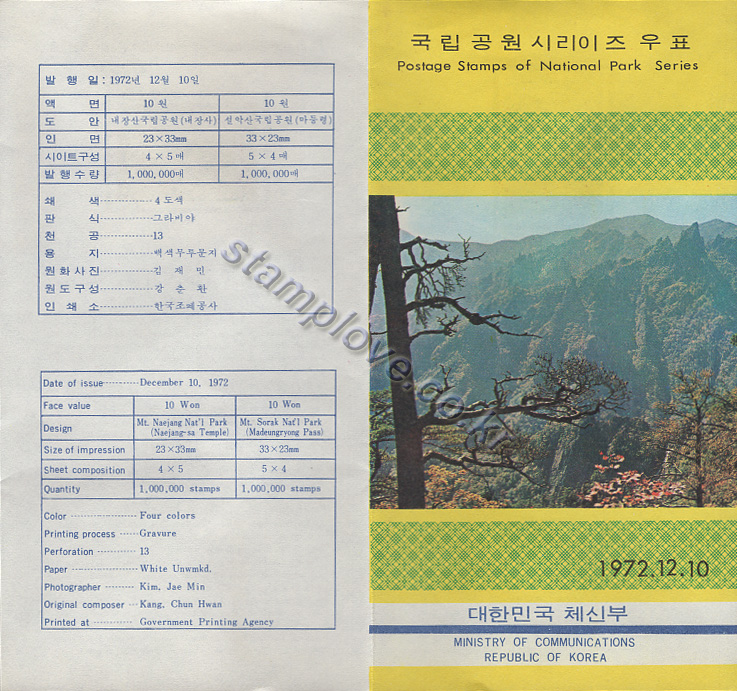 발 행 일 : 1972년 12월 10일
액 면 10 원 10 원
도 안 내장산국립공원(내장사) 설악산국립공원(마등령)
인 면 23×33mm 33×23mm
시이트구성 4 × 5 매 5 × 4 매
발 행 수 량 1,000,000매 1,000,000매
쇄 색 4 도색
판 식 그라비아
천 공 13
용 지 백색무투문지
원 화 사 진 김 재 민
원 도 구 성 강 춘 환
인 쇄 소 한국조폐공사
Date of issue December 10, 1972
Face value 10 Won 10 Won
Design Mt. Naejang Nat'l Park (Naejang-sa Temple) Mt. Sorak Nat'l Park (Madeungryong Pass)
Size of impression 23×33mm 33×23mm
Sheet composition 4 × 5 5 × 4
Quantity 1,000,000 stamps 1,000,000 stamps
Color Four colors
Printing process Gravure
Perforation 13
Paper White Unwmkd.
Photographer Kim, Jae Min
Original composer Kang, Chun Hwan
Printed at Government Printing Agency
국립공원시리이즈 우표
Postage Stamps of National Park Series
1972.12.10
대한민국 체신부
MINISTRY OF COMMUNICATIONS
REPUBLIC OF KOREA
stamplove.co.kr